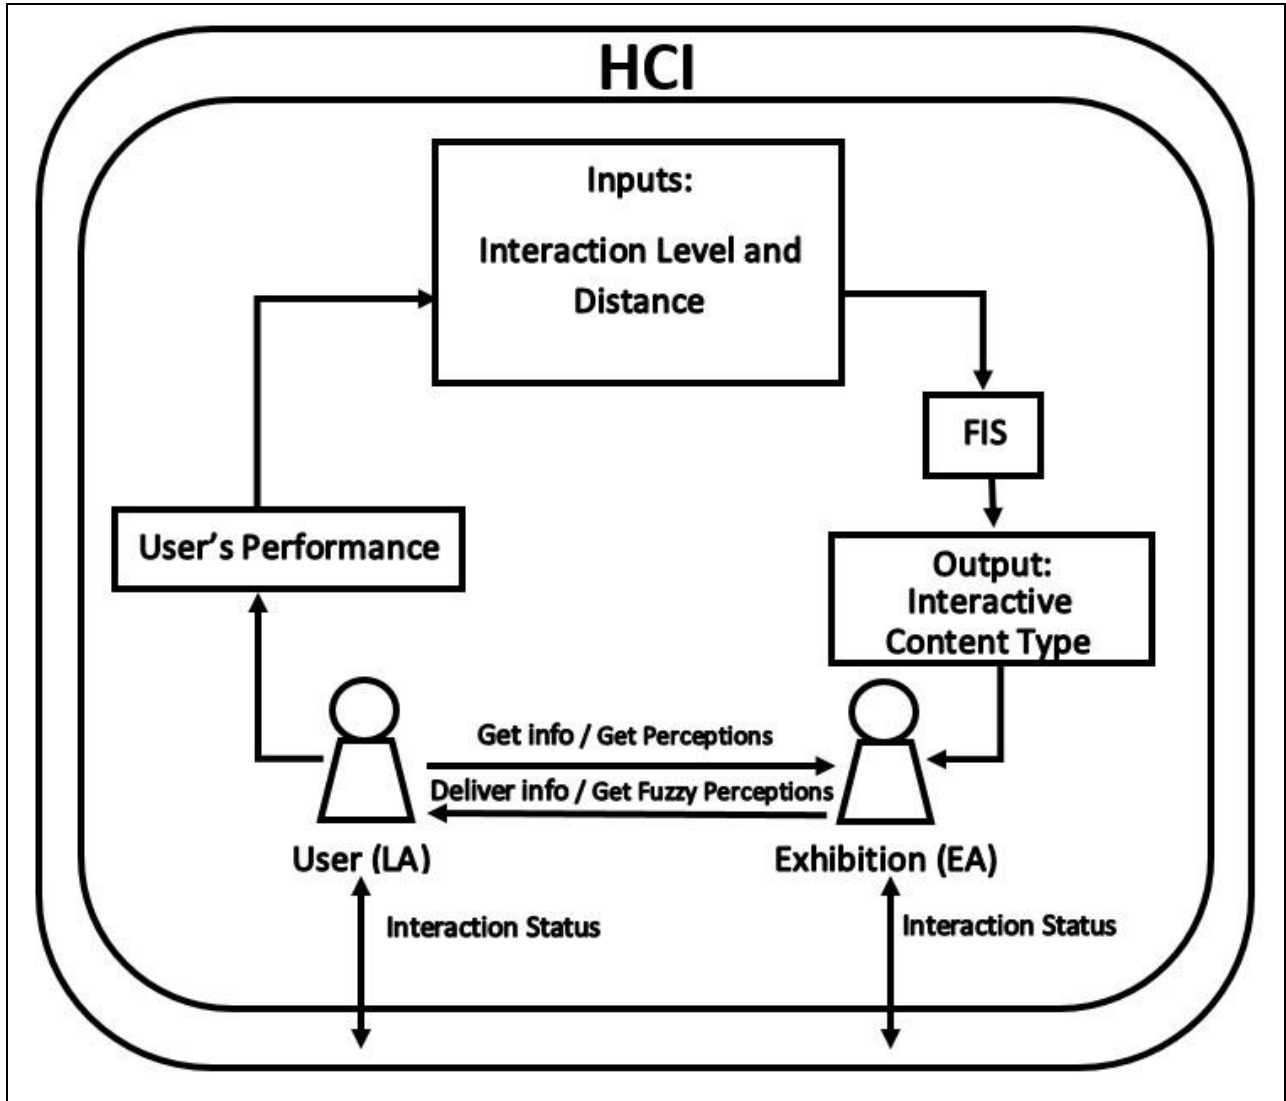 HCI
Inputs:
Interaction Level and
Distance
FIS
User’s Performance
Output:
Interactive
Content Type
Get info / Get Perceptions
Deliver info / Get Fuzzy Perceptions
User (LA)
Exhibition (EA)
Interaction Status
Interaction Status